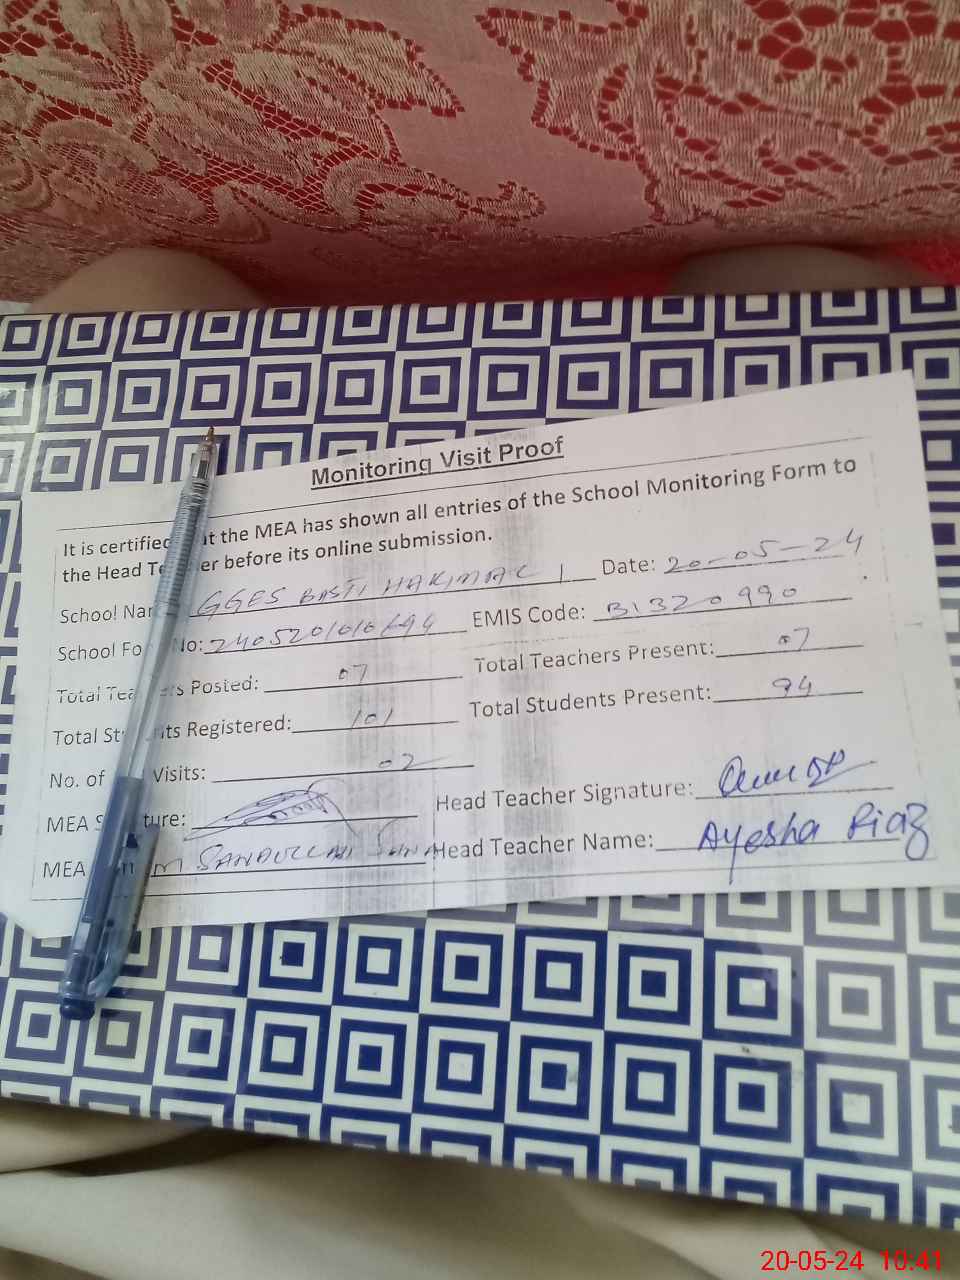 Monitoring Visit Proof
It is certified at the MEA has shown all entries of the School Monitoring Form to
the Head Te er before its online submission.
School Nam GGES BASTI HAKIMAC Date: 20-05-24
School Fo No: EMIS Code: 31320990
Total Tea rs Posted: 07 Total Teachers Present: 07
Total St nts Registered: 101 Total Students Present: 94
No. of Visits: 02
MEA S ture: Head Teacher Signature:
MEA M. SANAULLAH Head Teacher Name: Ayesha Riaz
20-05-24 10:41